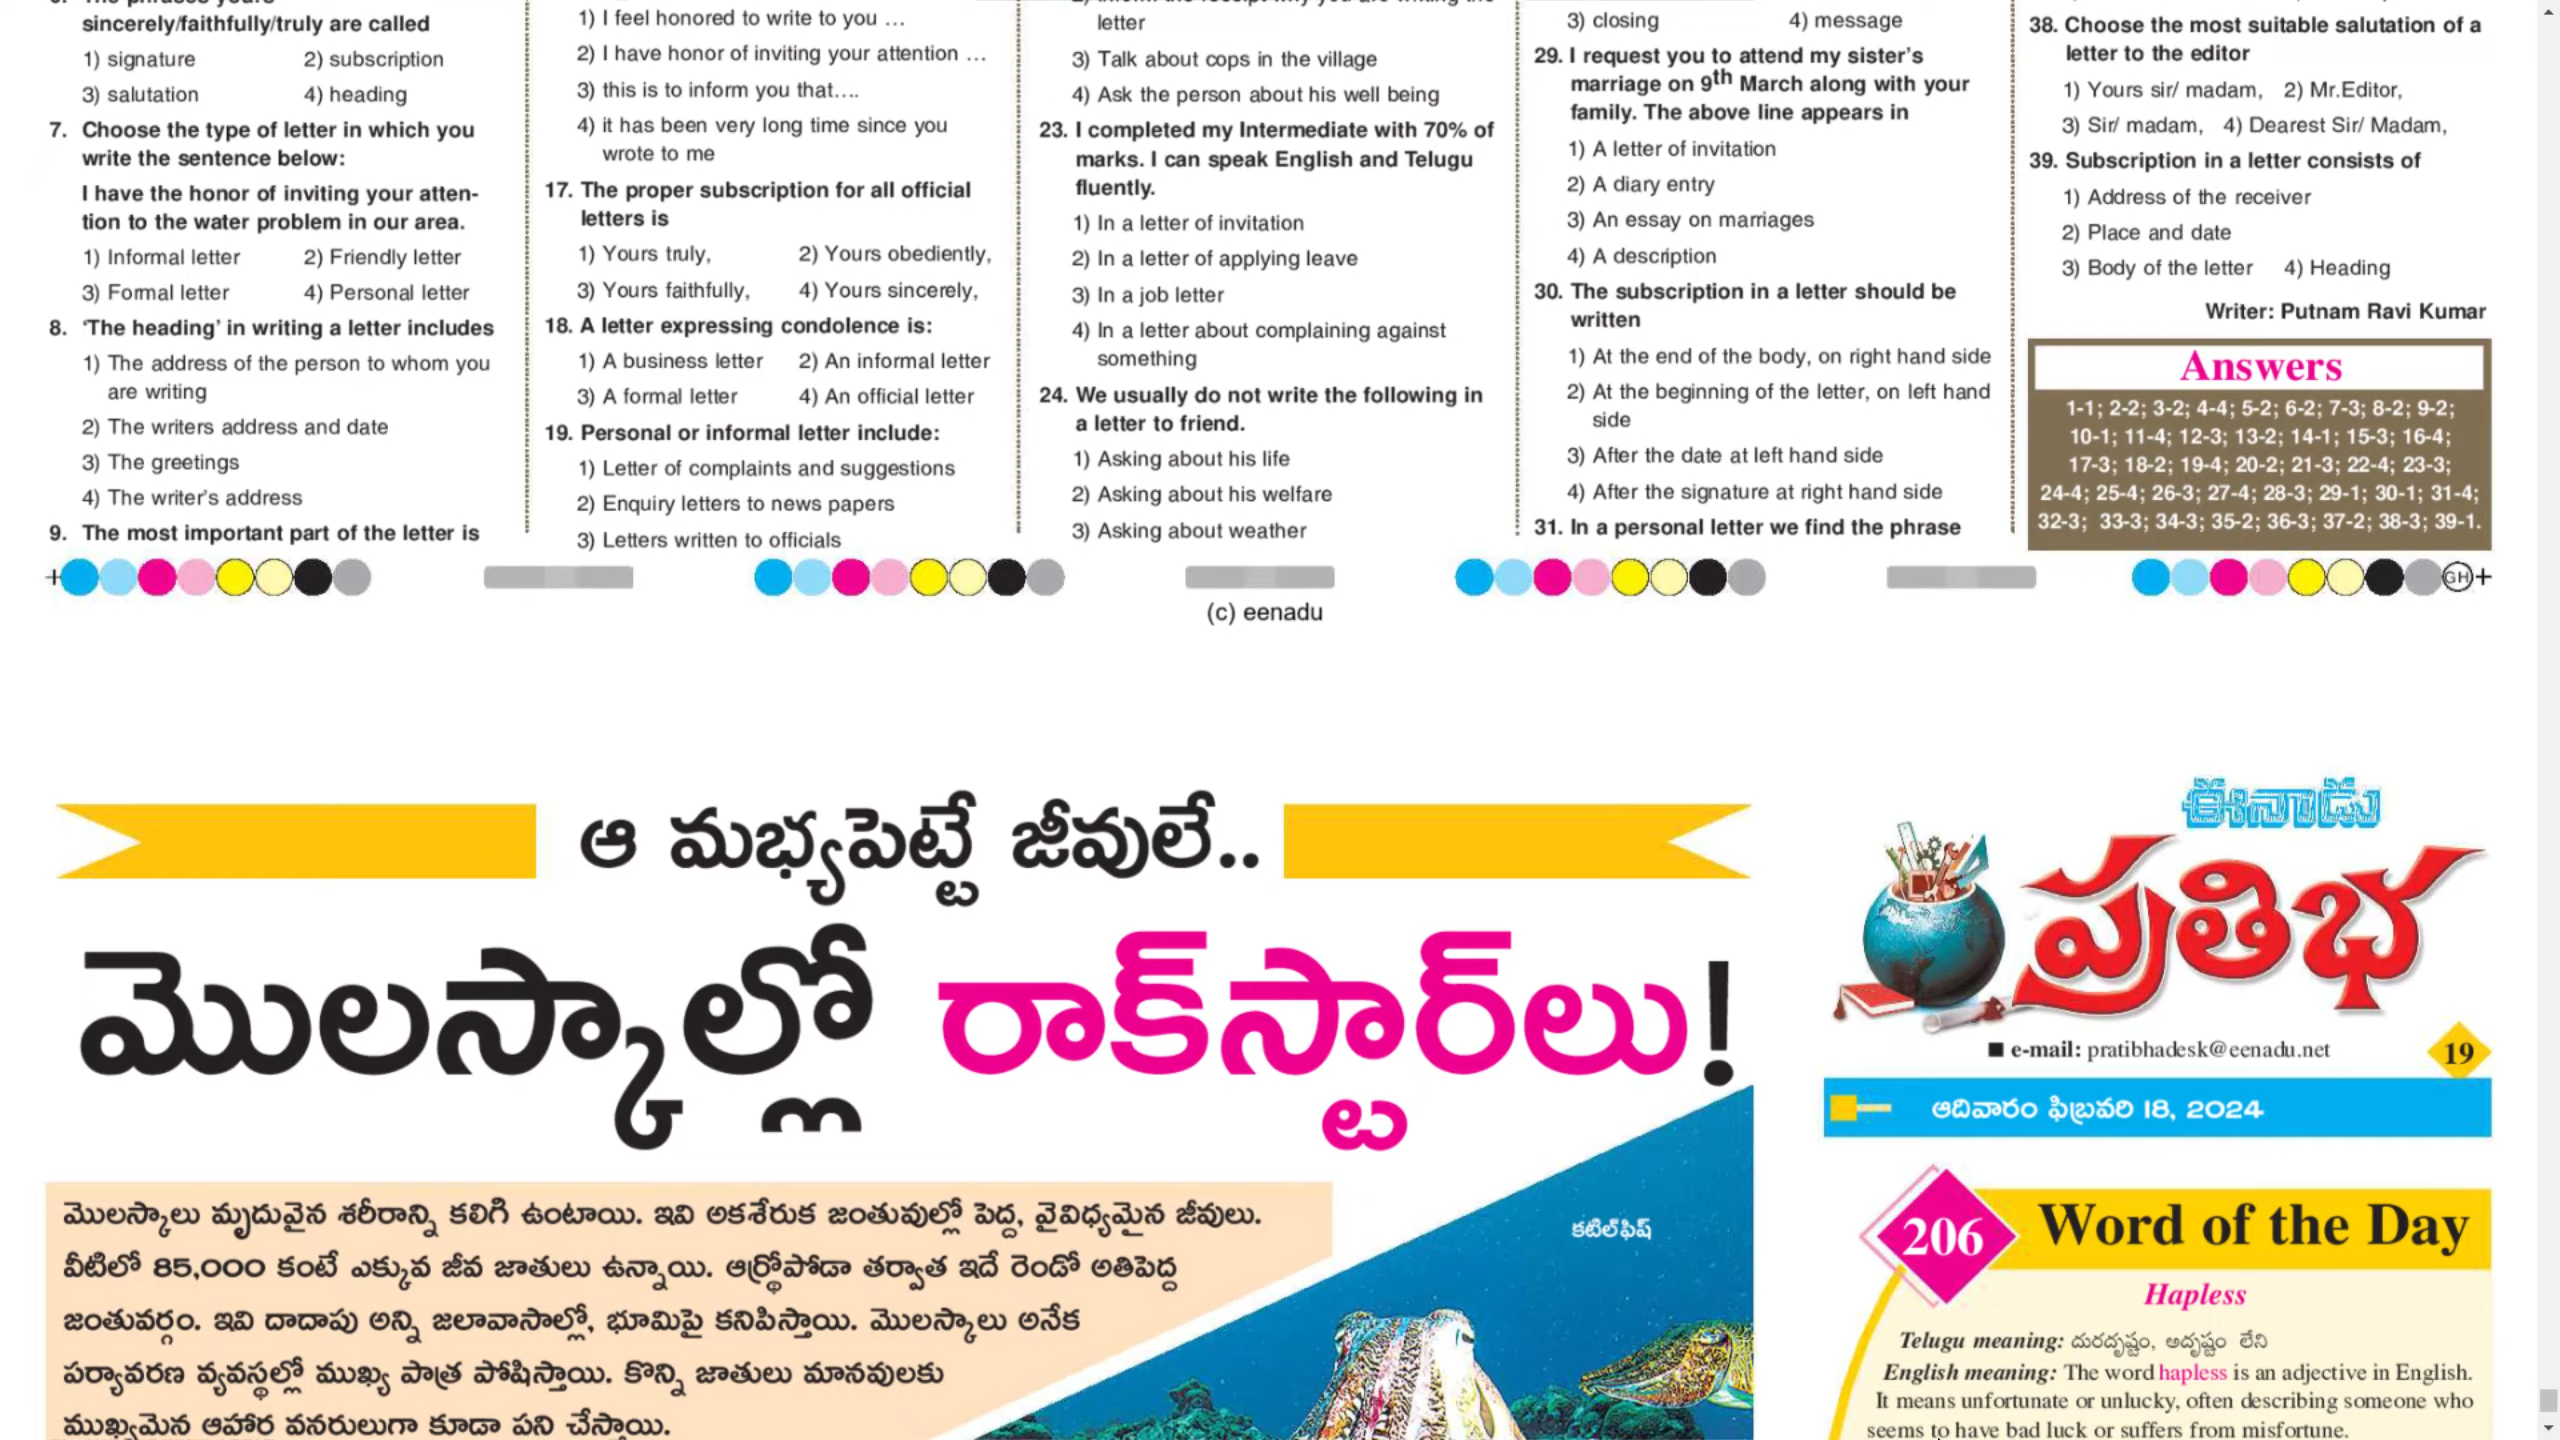 sincerely/faithfully/truly are called
1) signature 2) subscription
3) salutation 4) heading
7. Choose the type of letter in which you
write the sentence below:
I have the honor of inviting your atten-
tion to the water problem in our area.
1) Informal letter 2) Friendly letter
3) Formal letter 4) Personal letter
8. 'The heading' in writing a letter includes
1) The address of the person to whom you
are writing
2) The writers address and date
3) The greetings
4) The writer's address
9. The most important part of the letter is
1) I feel honored to write to you ...
2) I have honor of inviting your attention ...
3) this is to inform you that....
4) it has been very long time since you
wrote to me
17. The proper subscription for all official
letters is
1) Yours truly, 2) Yours obediently,
3) Yours faithfully, 4) Yours sincerely,
18. A letter expressing condolence is:
1) A business letter 2) An informal letter
3) A formal letter 4) An official letter
19. Personal or informal letter include:
1) Letter of complaints and suggestions
2) Enquiry letters to news papers
3) Letters written to officials
letter
3) Talk about cops in the village
4) Ask the person about his well being
23. I completed my Intermediate with 70% of
marks. I can speak English and Telugu
fluently.
1) In a letter of invitation
2) In a letter of applying leave
3) In a job letter
4) In a letter about complaining against
something
24. We usually do not write the following in
a letter to friend.
1) Asking about his life
2) Asking about his welfare
3) Asking about weather
3) closing 4) message
29. I request you to attend my sister's
marriage on 9th March along with your
family. The above line appears in
1) A letter of invitation
2) A diary entry
3) An essay on marriages
4) A description
30. The subscription in a letter should be
written
1) At the end of the body, on right hand side
2) At the beginning of the letter, on left hand
side
3) After the date at left hand side
4) After the signature at right hand side
31. In a personal letter we find the phrase
38. Choose the most suitable salutation of a
letter to the editor
1) Yours sir/ madam, 2) Mr.Editor,
3) Sir/ madam, 4) Dearest Sir/ Madam,
39. Subscription in a letter consists of
1) Address of the receiver
2) Place and date
3) Body of the letter 4) Heading
Writer: Putnam Ravi Kumar
Answers
1-1; 2-2; 3-2; 4-4; 5-2; 6-2; 7-3; 8-2; 9-2;
10-1; 11-4; 12-3; 13-2; 14-1; 15-3; 16-4;
17-3; 18-2; 19-4; 20-2; 21-3; 22-4; 23-3;
24-4; 25-4; 26-3; 27-4; 28-3; 29-1; 30-1; 31-4;
32-3; 33-3; 34-3; 35-2; 36-3; 37-2; 38-3; 39-1.
GH
(c) eenadu
ఆ మభ్యపెట్టే జీవులే..
మొలస్కాల్లో రాక్‌స్టార్‌లు!
మొలస్కాలు మృదువైన శరీరాన్ని కలిగి ఉంటాయి. ఇవి అకశేరుక జంతువుల్లో పెద్ద, వైవిధ్యమైన జీవులు.
వీటిలో 85,000 కంటే ఎక్కువ జీవ జాతులు ఉన్నాయి. ఆర్థ్రోపోడా తర్వాత ఇదే రెండో అతిపెద్ద
జంతువర్గం. ఇవి దాదాపు అన్ని జలావాసాల్లో, భూమిపై కనిపిస్తాయి. మొలస్కాలు అనేక
పర్యావరణ వ్యవస్థల్లో ముఖ్య పాత్ర పోషిస్తాయి. కొన్ని జాతులు మానవులకు
ముఖ్యమైన ఆహార వనరులుగా కూడా పని చేస్తాయి.
కటిల్‌ఫిష్
ఈనాడు
ప్రతిభ
e-mail: pratibhadesk@eenadu.net
19
ఆదివారం ఫిబ్రవరి 18, 2024
206 Word of the Day
Hapless
Telugu meaning: దురదృష్టం, అదృష్టం లేని
English meaning: The word hapless is an adjective in English.
It means unfortunate or unlucky, often describing someone who
seems to have bad luck or suffers from misfortune.